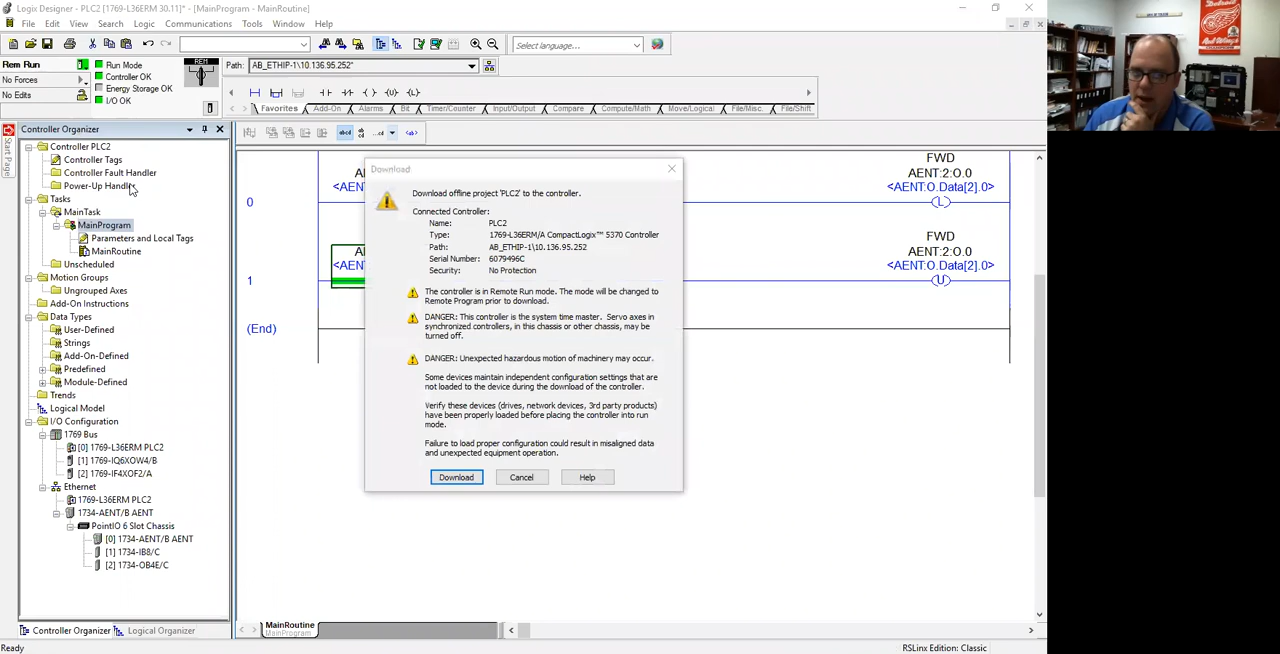 Logix Designer - PLC2 [1769-L36ERM 30.11]* - [MainProgram - MainRoutine]
File Edit View Search Logic Communications Tools Window Help
Select language...
Rem Run
No Forces
No Edits
Run Mode
Controller OK
Energy Storage OK
I/O OK
REM
Path: AB_ETHIP-1\10.136.95.252*
Favorites Add-On Alarms Bit Timer/Counter Input/Output Compare Compute/Math Move/Logical File/Misc. File/Shift
Start Page
Controller Organizer
Controller PLC2
Controller Tags
Controller Fault Handler
Power-Up Handler
Tasks
MainTask
MainProgram
Parameters and Local Tags
MainRoutine
Unscheduled
Motion Groups
Ungrouped Axes
Add-On Instructions
Data Types
User-Defined
Strings
Add-On-Defined
Predefined
Module-Defined
Trends
Logical Model
I/O Configuration
1769 Bus
[0] 1769-L36ERM PLC2
[1] 1769-IQ6XOW4/B
[2] 1769-IF4XOF2/A
Ethernet
1769-L36ERM PLC2
1734-AENT/B AENT
PointIO 6 Slot Chassis
[0] 1734-AENT/B AENT
[1] 1734-IB8/C
[2] 1734-OB4E/C
Controller Organizer Logical Organizer
Ready
0
FWD
AENT:2:O.0
<AENT:O.Data[2].0>
L
1
FWD
AENT:2:O.0
<AENT:O.Data[2].0>
U
(End)
MainRoutine
MainProgram
RSLinx Edition: Classic
Download
Download offline project 'PLC2' to the controller.
Connected Controller:
Name: PLC2
Type: 1769-L36ERM/A CompactLogix™ 5370 Controller
Path: AB_ETHIP-1\10.136.95.252
Serial Number: 6079496C
Security: No Protection
The controller is in Remote Run mode. The mode will be changed to
Remote Program prior to download.
DANGER: This controller is the system time master. Servo axes in
synchronized controllers, in this chassis or other chassis, may be
turned off.
DANGER: Unexpected hazardous motion of machinery may occur.
Some devices maintain independent configuration settings that are
not loaded to the device during the download of the controller.
Verify these devices (drives, network devices, 3rd party products)
have been properly loaded before placing the controller into run
mode.
Failure to load proper configuration could result in misaligned data
and unexpected equipment operation.
Download Cancel Help